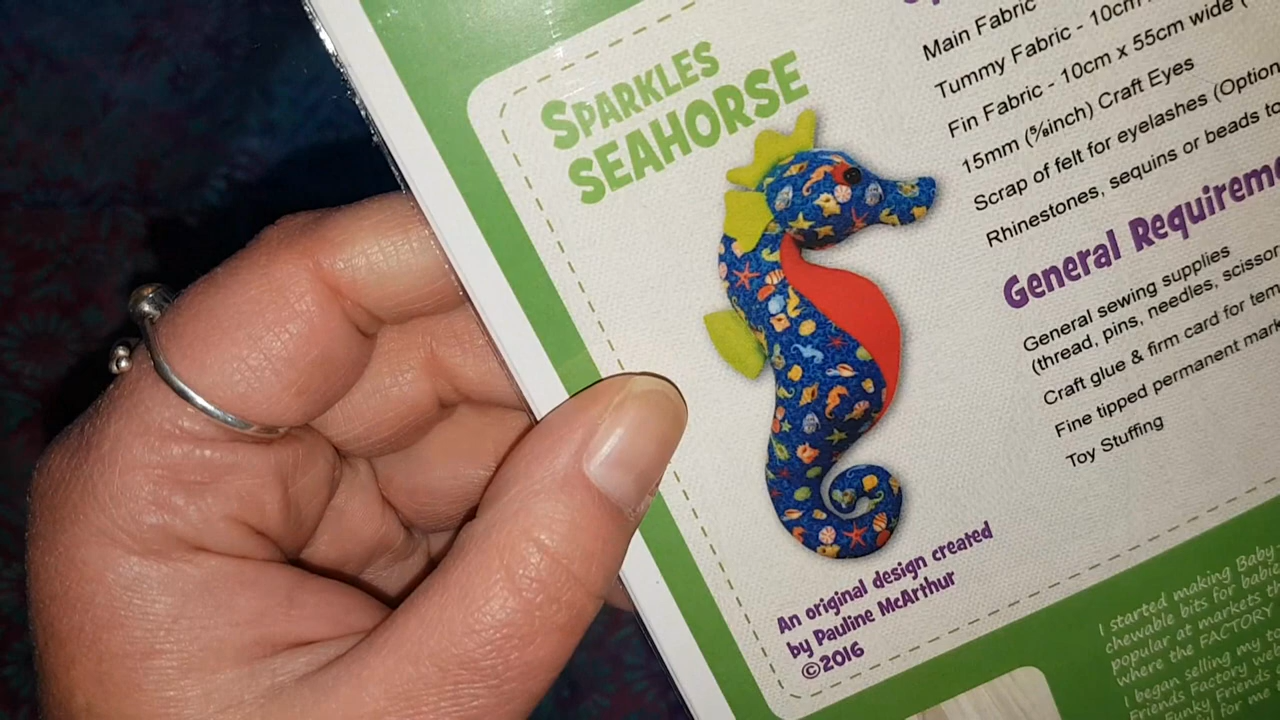 SPARKLES
SEAHORSE
An original design created
by Pauline McArthur
©2016
Main Fabric
Tummy Fabric - 10cm
Fin Fabric - 10cm x 55cm wide (
15mm (⅝inch) Craft Eyes
Scrap of felt for eyelashes (Option
Rhinestones, sequins or beads to
General Requireme
General sewing supplies
(thread, pins, needles, scissor
Craft glue & firm card for tem
Fine tipped permanent mark
Toy Stuffing
I started making Baby
chewable bits for babie
popular at markets th
where the FACTORY
I began selling my to
Friends Factory web
Funky Friends
for me